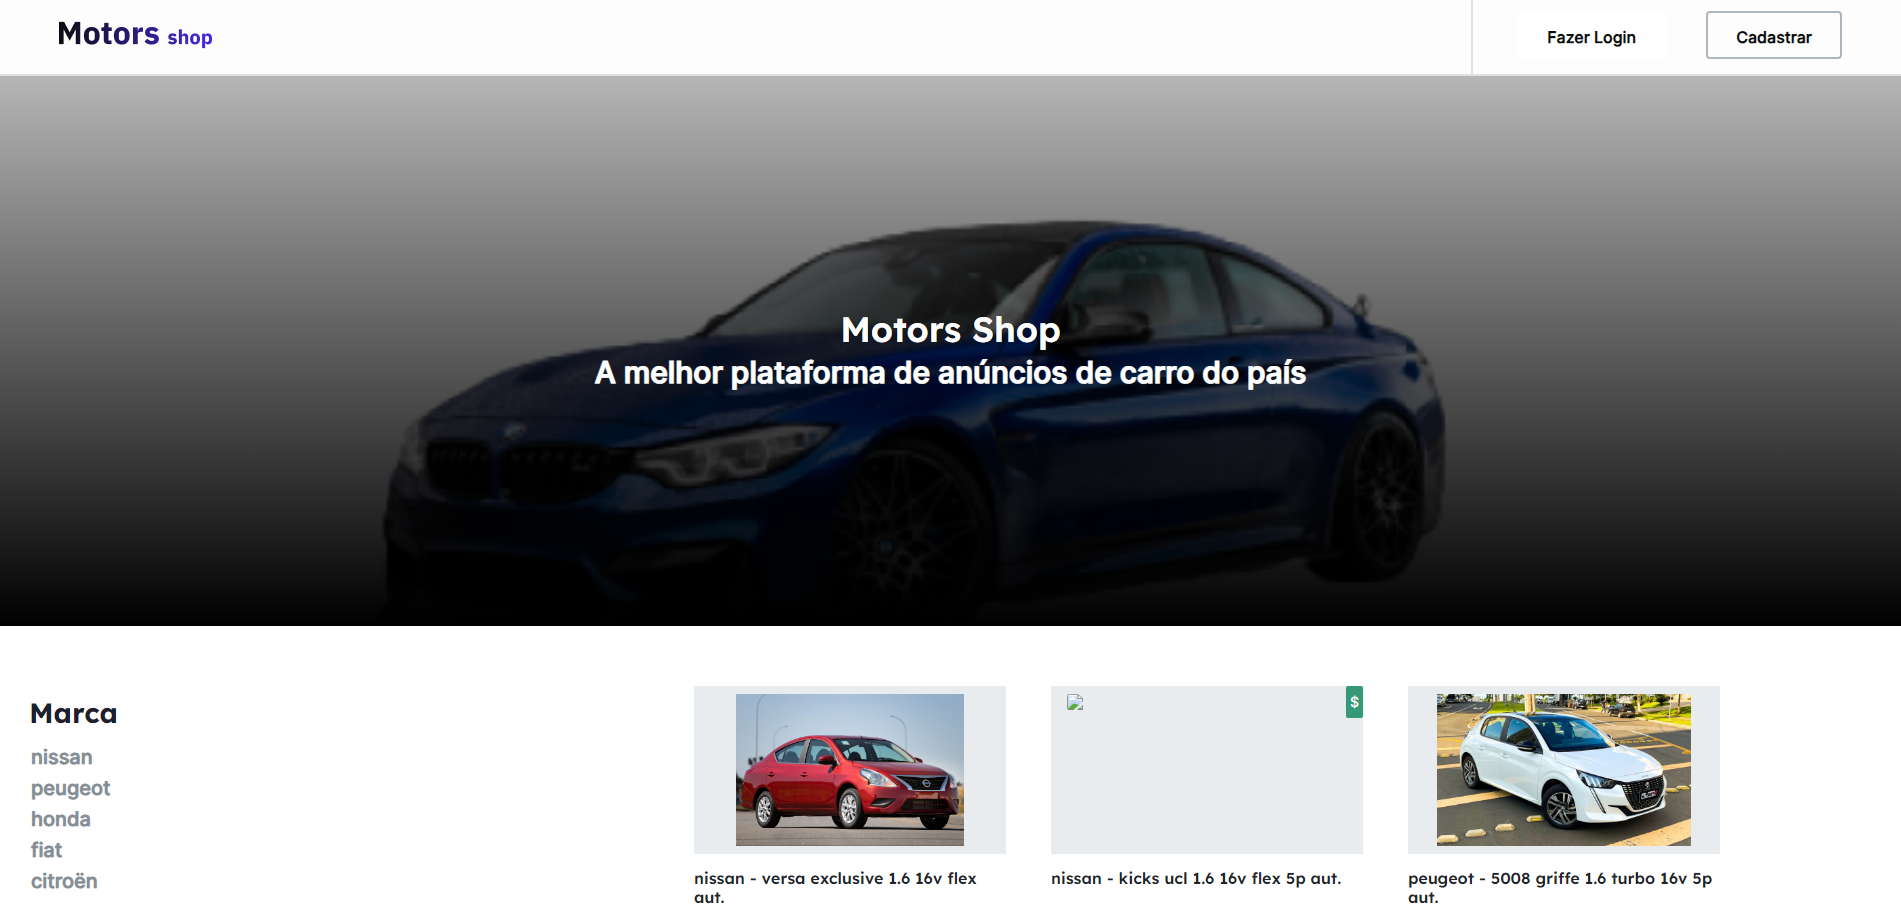 Motors shop
Fazer Login
Cadastrar
Motors Shop
A melhor plataforma de anúncios de carro do país
Marca
nissan
peugeot
honda
fiat
citroën
$
nissan - versa exclusive 1.6 16v flex
aut.
nissan - kicks ucl 1.6 16v flex 5p aut.
peugeot - 5008 griffe 1.6 turbo 16v 5p
aut.